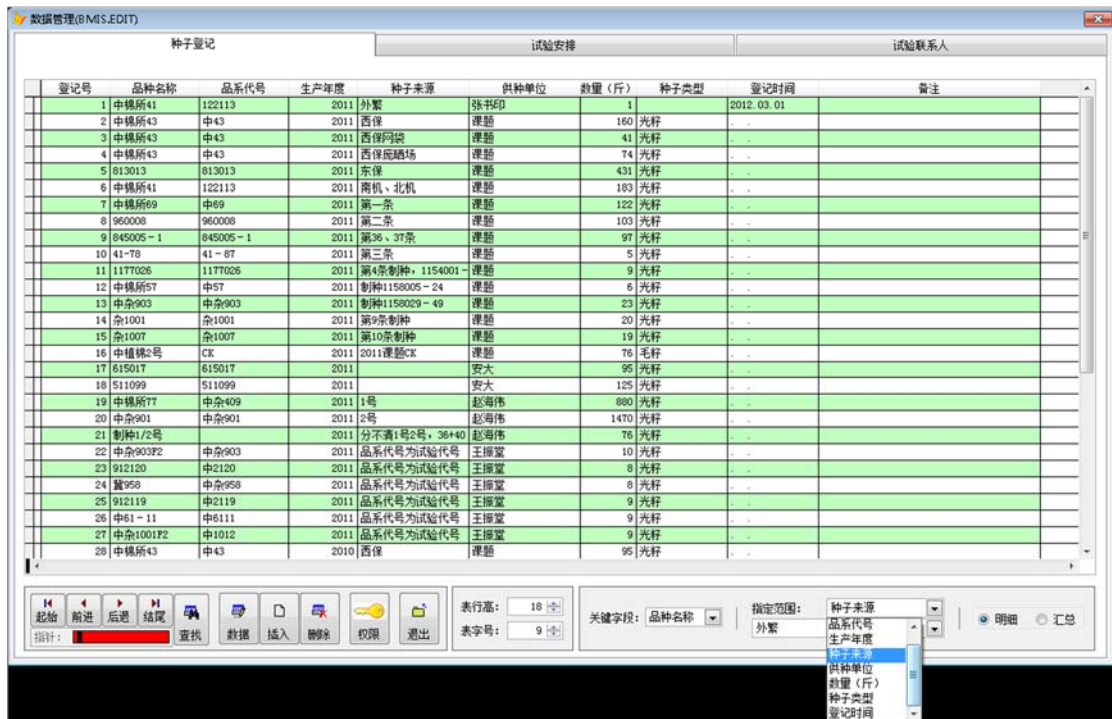 数据管理(BMIS.EDIT)
种子登记 试验安排 试验联系人
登记号 品种名称 品系代号 生产年度 种子来源 供种单位 数量（斤） 种子类型 登记时间 备注
1 中棉所41 122113 2011 外繁 张书印 1 2012.03.01
2 中棉所43 中43 2011 西保 课题 160 光籽 . .
3 中棉所43 中43 2011 西保网袋 课题 41 光籽 . .
4 中棉所43 中43 2011 西保庞晒场 课题 74 光籽 . .
5 813013 813013 2011 东保 课题 431 光籽 . .
6 中棉所41 122113 2011 南机、北机 课题 183 光籽 . .
7 中棉所69 中69 2011 第一条 课题 122 光籽 . .
8 960008 960008 2011 第二条 课题 103 光籽 . .
9 845005－1 845005－1 2011 第36、37条 课题 97 光籽 . .
10 41-78 41－87 2011 第三条 课题 5 光籽 . .
11 1177026 1177026 2011 第4条制种，1154001- 课题 9 光籽 . .
12 中棉所57 中57 2011 制种1158005－24 课题 6 光籽 . .
13 中杂903 中杂903 2011 制种1158029－49 课题 23 光籽 . .
14 杂1001 杂1001 2011 第9条制种 课题 20 光籽 . .
15 杂1007 杂1007 2011 第10条制种 课题 19 光籽 . .
16 中植棉2号 CK 2011 2011课题CK 课题 76 毛籽 . .
17 615017 615017 2011 安大 95 光籽 . .
18 511099 511099 2011 安大 125 光籽 . .
19 中棉所77 中杂409 2011 1号 赵海伟 880 光籽 . .
20 中杂901 中杂901 2011 2号 赵海伟 1470 光籽 . .
21 制种1/2号 2011 分不清1号2号，36+40 赵海伟 76 光籽 . .
22 中杂903F2 中杂903 2011 品系代号为试验代号 王振堂 10 光籽 . .
23 912120 中2120 2011 品系代号为试验代号 王振堂 8 光籽 . .
24 冀958 中杂958 2011 品系代号为试验代号 王振堂 8 光籽 . .
25 912119 中2119 2011 品系代号为试验代号 王振堂 9 光籽 . .
26 中61－11 中6111 2011 品系代号为试验代号 王振堂 9 光籽 . .
27 中杂1001F2 中1012 2011 品系代号为试验代号 王振堂 9 光籽 . .
28 中棉所43 中43 2010 西保 课题 95 光籽 . .
起始 前进 后退 结尾 查找 数据 插入 删除 权限 退出
指针：
表行高： 18
表字号： 9
关键字段： 品种名称
指定范围： 种子来源
外繁
明细 汇总
品系代号
生产年度
种子来源
供种单位
数量（斤）
种子类型
登记时间